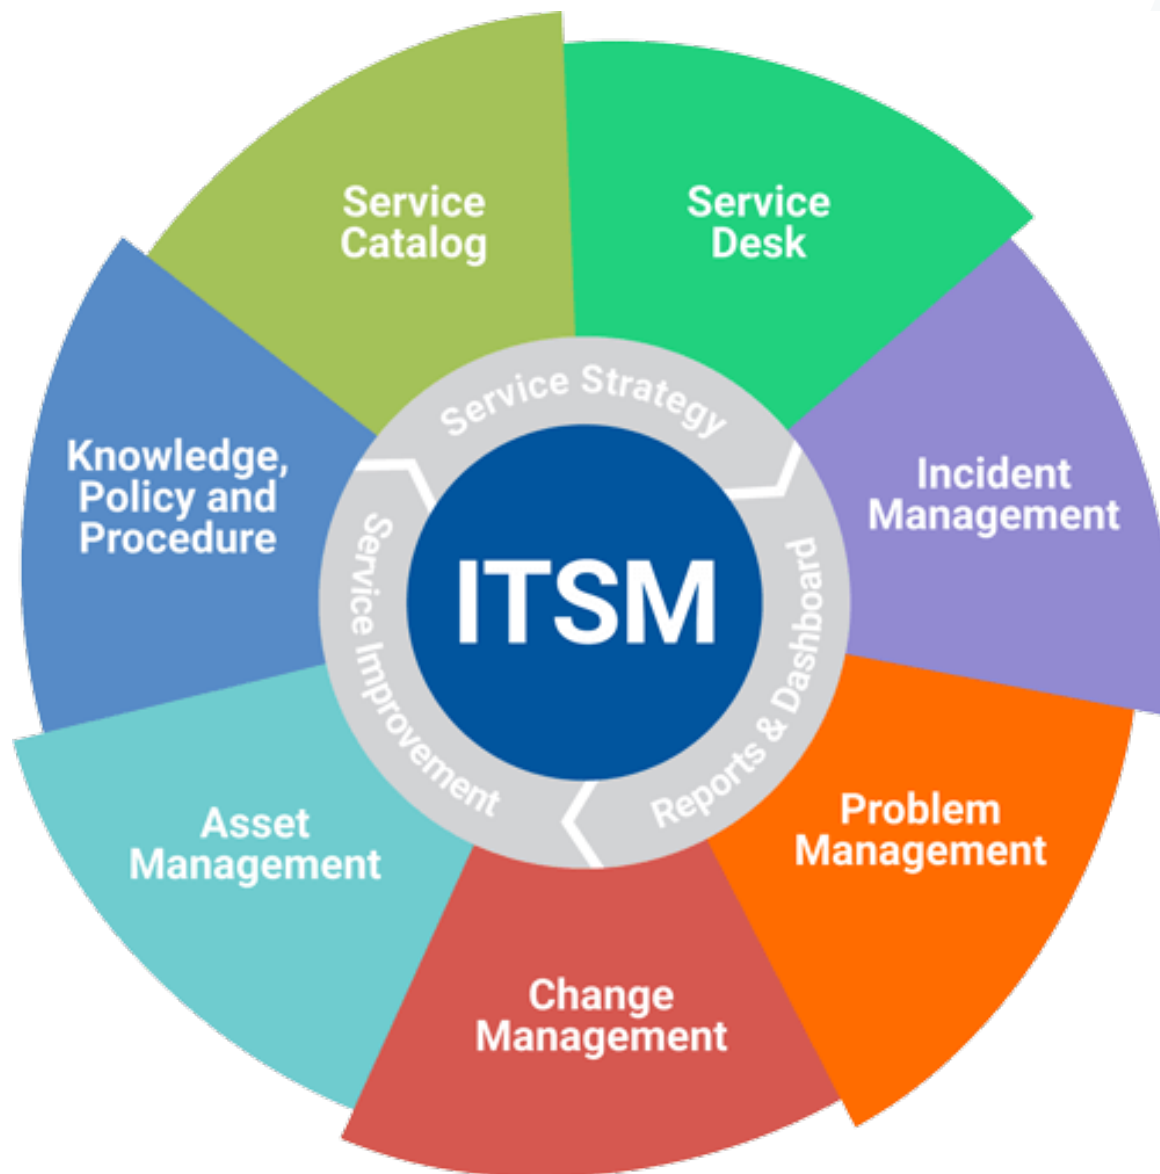 Service
Catalog
Service
Desk
Incident
Management
Problem
Management
Change
Management
Asset
Management
Knowledge,
Policy and
Procedure
Service Strategy
Reports & Dashboard
Service Improvement
ITSM